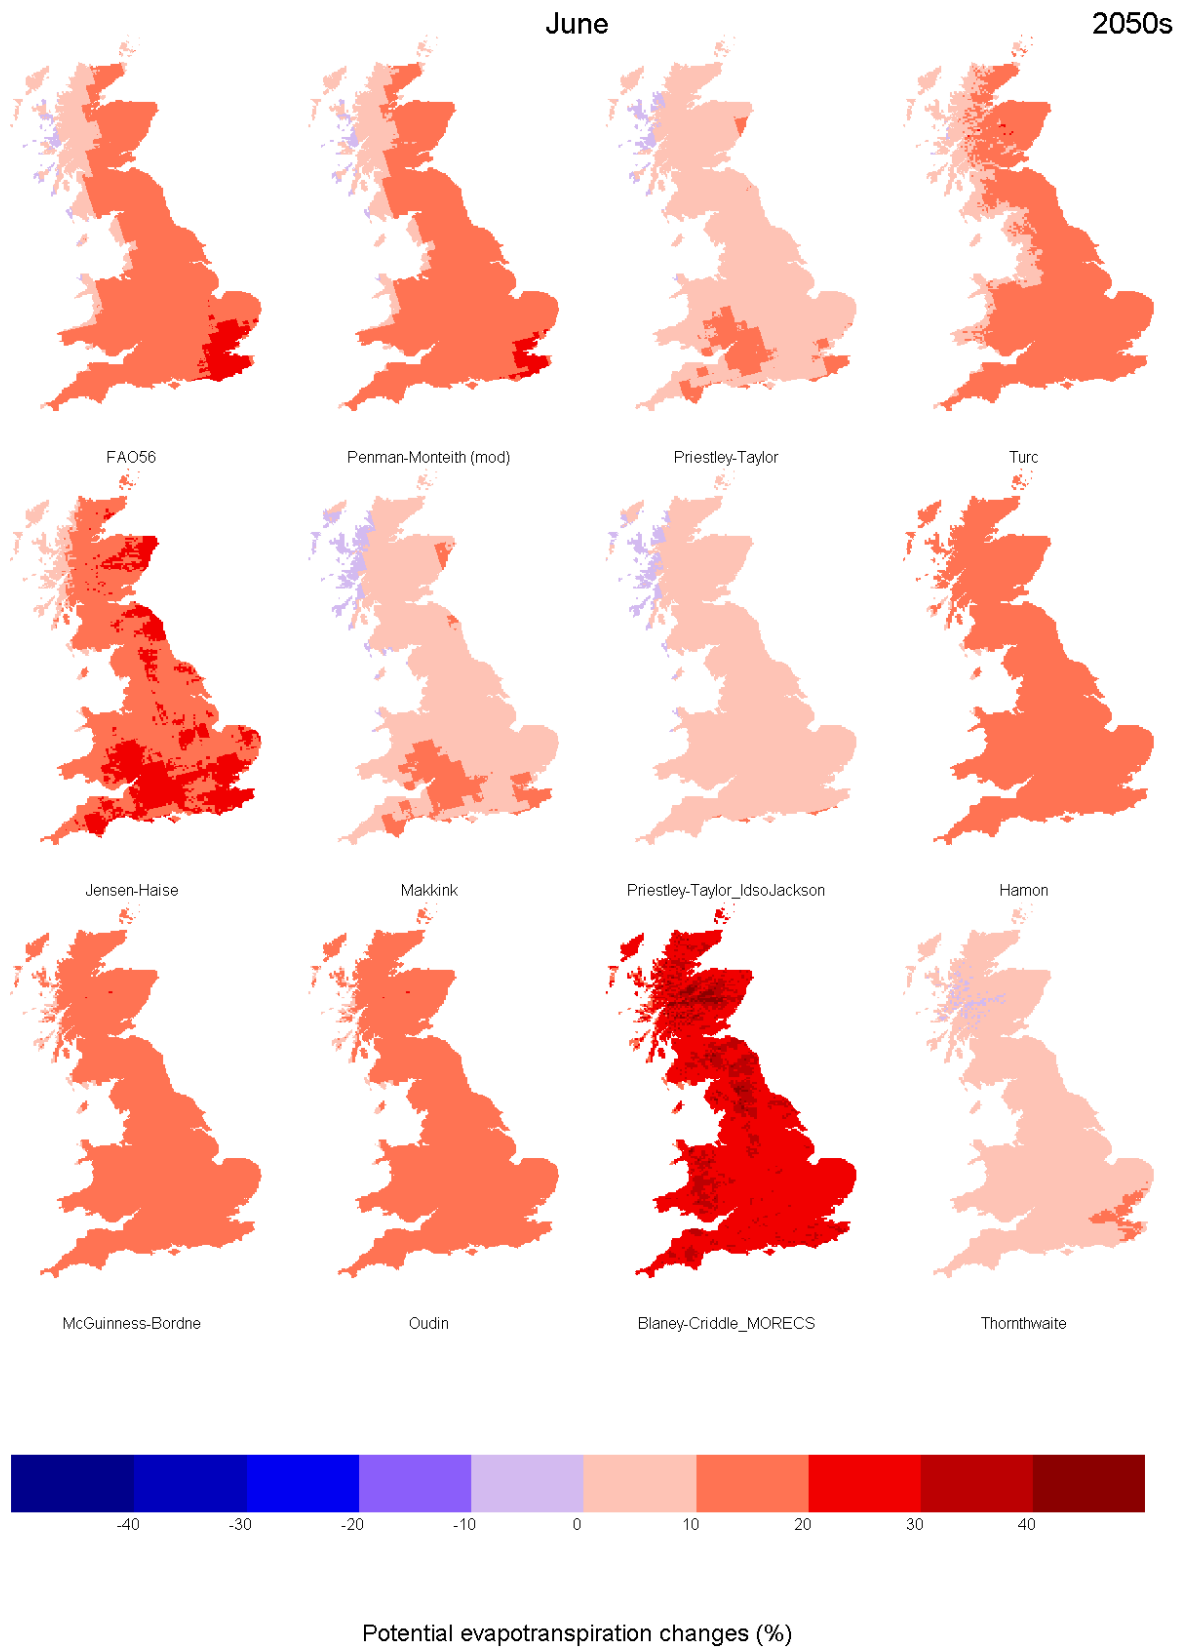 June 2050s
FAO56 Penman-Monteith (mod) Priestley-Taylor Turc
Jensen-Haise Makkink Priestley-Taylor_IdsoJackson Hamon
McGuinness-Bordne Oudin Blaney-Criddle_MORECS Thornthwaite
-40 -30 -20 -10 0 10 20 30 40
Potential evapotranspiration changes (%)